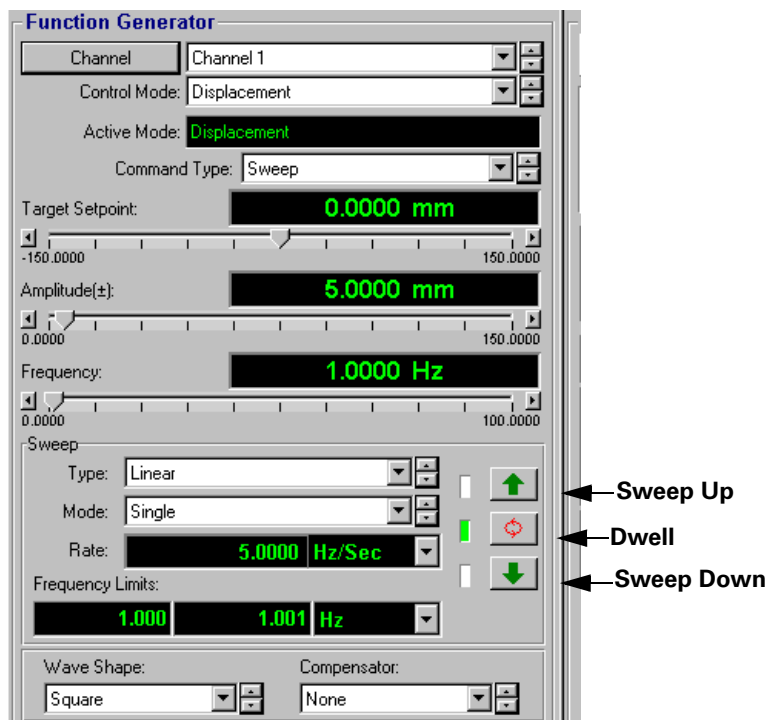 Function Generator
Channel Channel 1
Control Mode: Displacement
Active Mode: Displacement
Command Type: Sweep
Target Setpoint: 0.0000 mm
-150.0000 150.0000
Amplitude(±): 5.0000 mm
0.0000 150.0000
Frequency: 1.0000 Hz
0.0000 100.0000
Sweep
Type: Linear
Sweep Up
Mode: Single
Dwell
Rate: 5.0000 Hz/Sec
Sweep Down
Frequency Limits:
1.000 1.001 Hz
Wave Shape: Compensator:
Square None